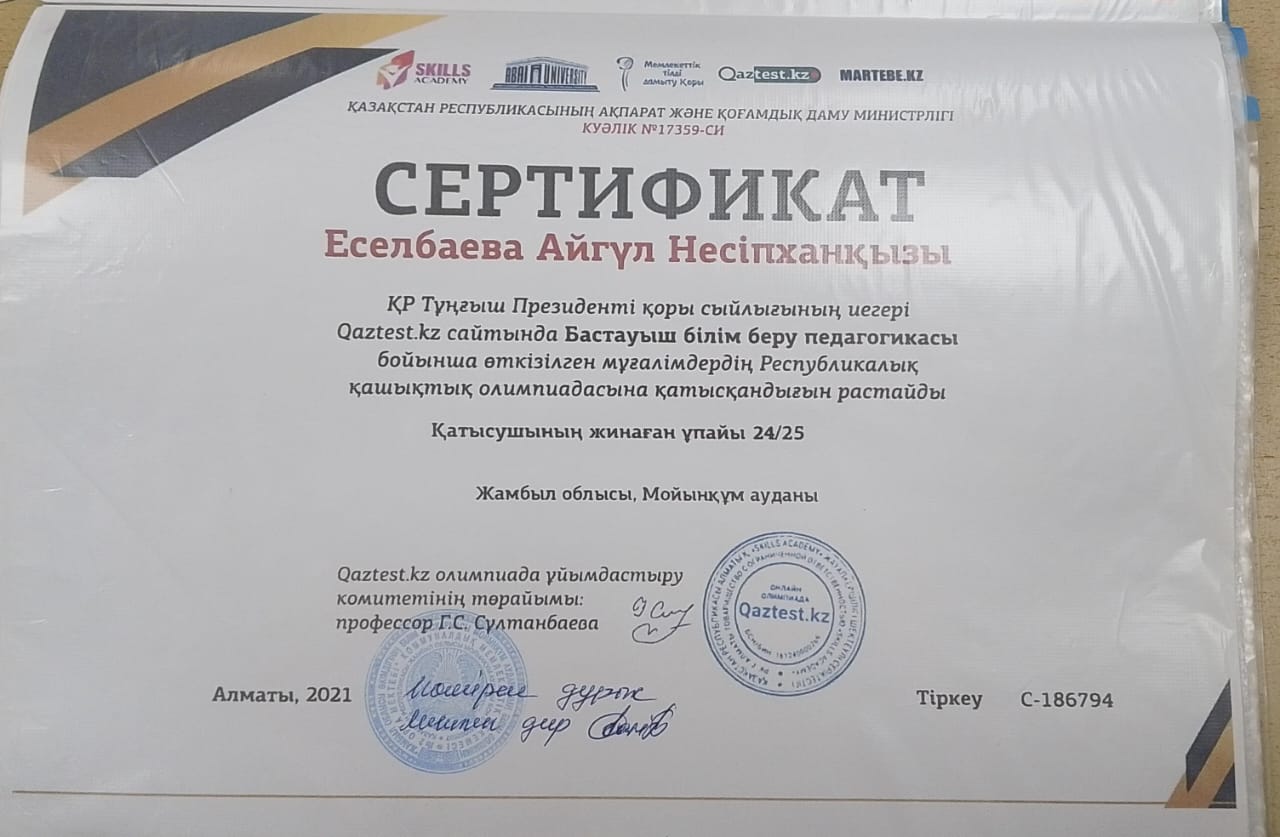 SKILLS ACADEMY
ABAI UNIVERSITY
Мемлекеттік тілді дамыту Қоры
Qaztest.kz
MARTEBE.KZ
ҚАЗАҚСТАН РЕСПУБЛИКАСЫНЫҢ АҚПАРАТ ЖӘНЕ ҚОҒАМДЫҚ ДАМУ МИНИСТРЛІГІ
КУӘЛІК №17359-СИ
СЕРТИФИКАТ
Еселбаева Айгүл Несіпханқызы
ҚР Тұңғыш Президенті қоры сыйлығының иегері
Qaztest.kz сайтында Бастауыш білім беру педагогикасы
бойынша өткізілген мұғалімдердің Республикалық
қашықтық олимпиадасына қатысқандығын растайды
Қатысушының жинаған ұпайы 24/25
Жамбыл облысы, Мойынқұм ауданы
Qaztest.kz олимпиада ұйымдастыру
комитетінің төрайымы:
профессор Г.С. Султанбаева
ОНЛАЙН
ОЛИМПИАДА
Qaztest.kz
Алматы, 2021
Көшірме дұрыс
Тіркеу C-186794